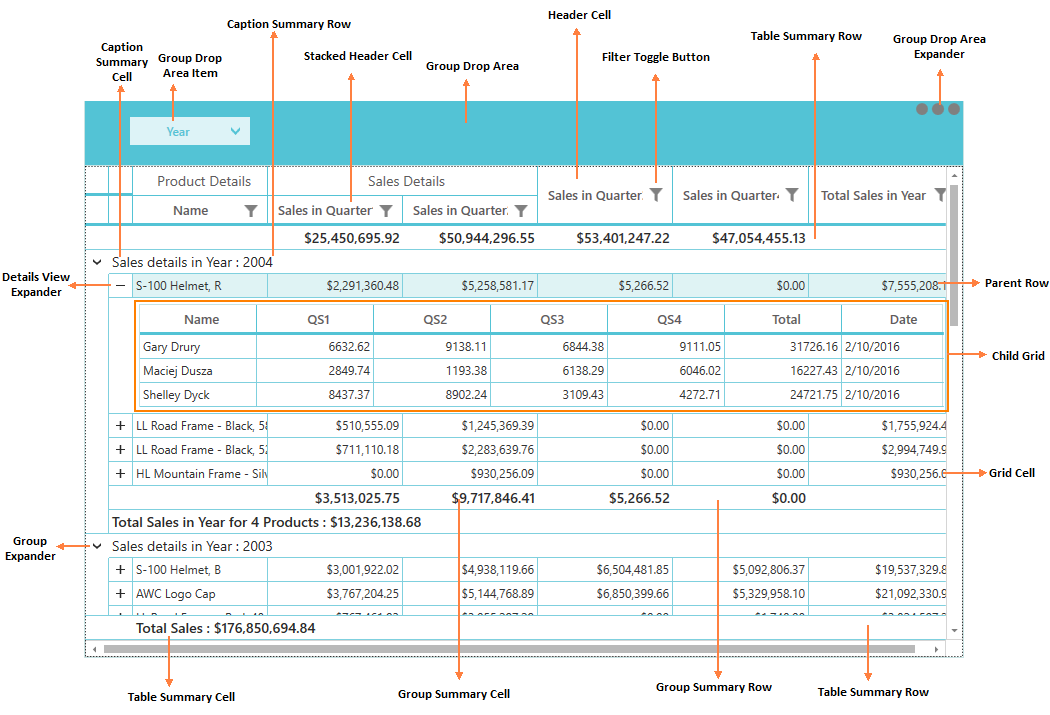 Header Cell
Caption Summary Row
Table Summary Row
Group Drop Area
Expander
Caption
Summary
Cell
Group Drop
Area Item
Stacked Header Cell
Group Drop Area
Filter Toggle Button
Year
Product Details
Sales Details
Sales in Quarter
Sales in Quarter
Total Sales in Year
Name
Sales in Quarter
Sales in Quarter
$25,450,695.92 $50,944,296.55 $53,401,247.22 $47,054,455.13
Sales details in Year : 2004
Details View
Expander
S-100 Helmet, R $2,291,360.48 $5,258,581.17 $5,266.52 $0.00 $7,555,208.1
Parent Row
Name QS1 QS2 QS3 QS4 Total Date
Gary Drury 6632.62 9138.11 6844.38 9111.05 31726.16 2/10/2016
Child Grid
Maciej Dusza 2849.74 1193.38 6138.29 6046.02 16227.43 2/10/2016
Shelley Dyck 8437.37 8902.24 3109.43 4272.71 24721.75 2/10/2016
+ LL Road Frame - Black, 58 $510,555.09 $1,245,369.39 $0.00 $0.00 $1,755,924.4
+ LL Road Frame - Black, 52 $711,110.18 $2,283,639.76 $0.00 $0.00 $2,994,749.9
+ HL Mountain Frame - Silv $0.00 $930,256.09 $0.00 $0.00 $930,256.0
Grid Cell
$3,513,025.75 $9,717,846.41 $5,266.52 $0.00
Total Sales in Year for 4 Products : $13,236,138.68
Group
Expander
Sales details in Year : 2003
+ S-100 Helmet, B $3,001,922.02 $4,938,119.66 $6,504,481.85 $5,092,806.37 $19,537,329.8
+ AWC Logo Cap $3,767,204.25 $5,144,768.89 $6,850,399.66 $5,329,958.10 $21,092,330.9
Total Sales : $176,850,694.84
Table Summary Cell
Group Summary Cell
Group Summary Row
Table Summary Row